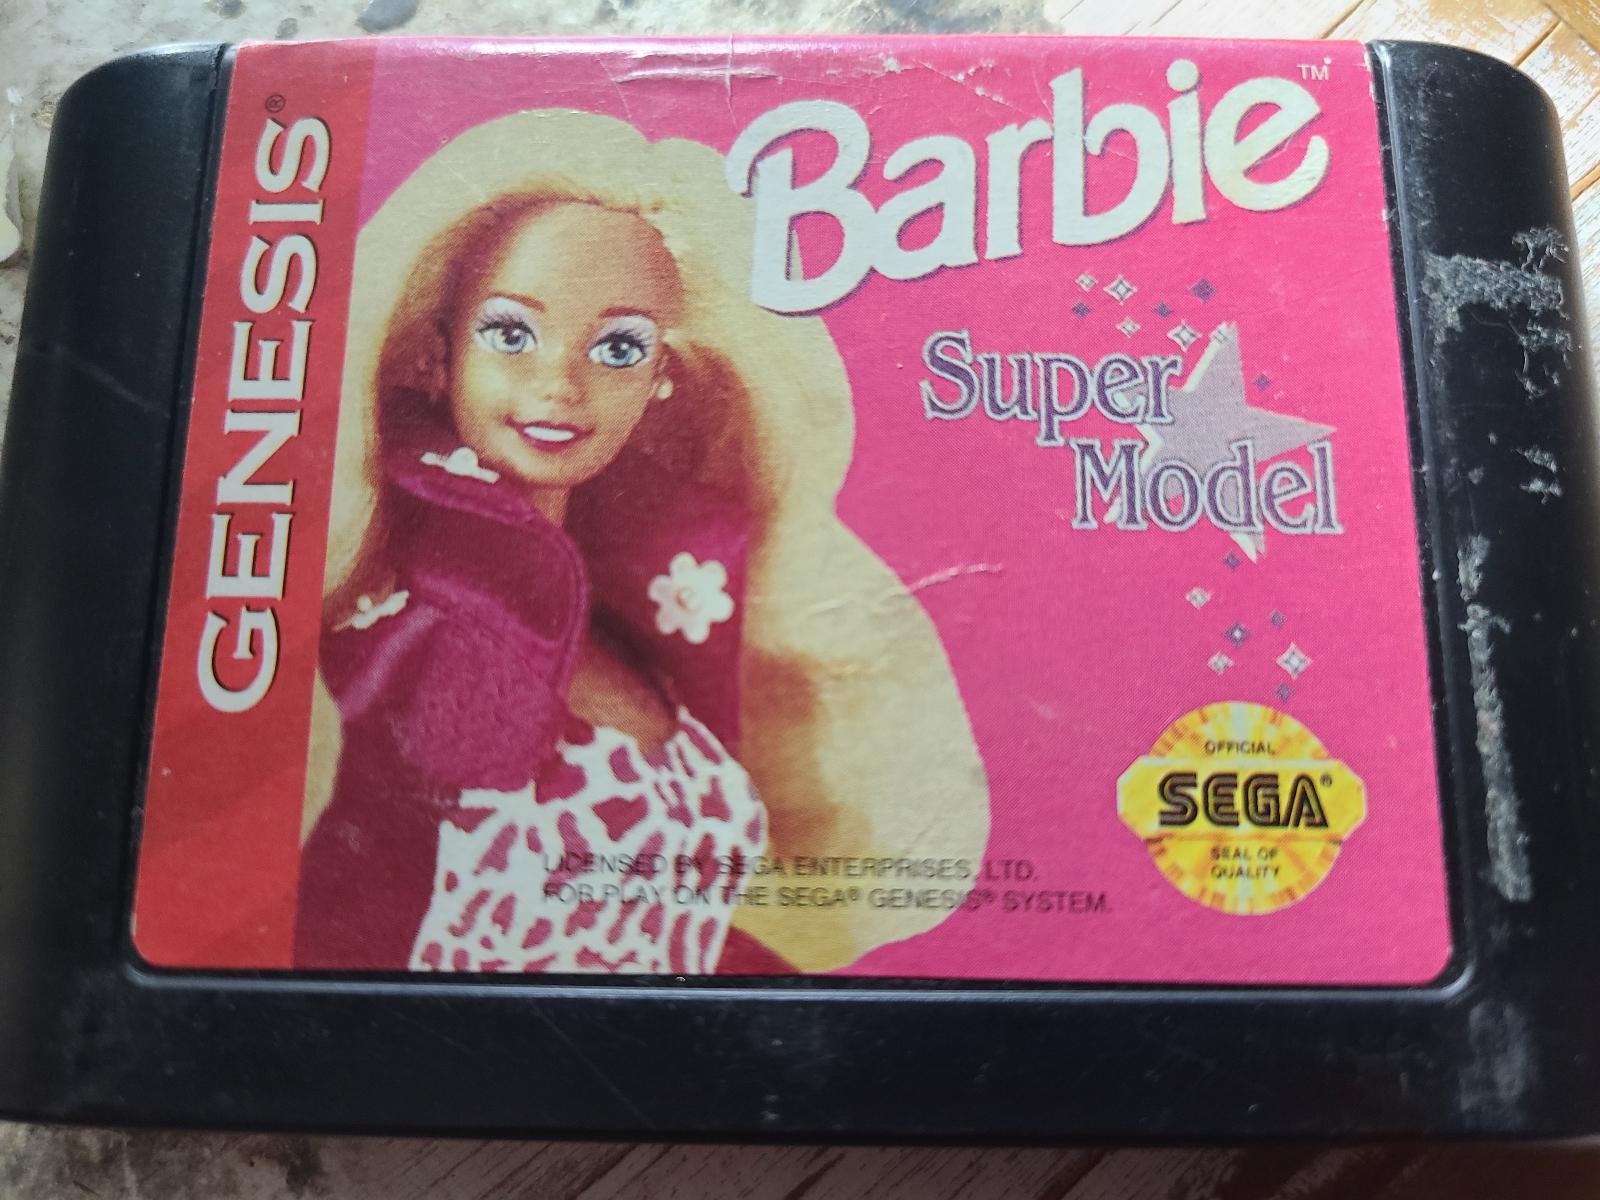 GENESIS®
Barbie™
Super
Model
OFFICIAL
SEGA®
SEAL OF
QUALITY
LICENSED BY SEGA ENTERPRISES, LTD.
FOR PLAY ON THE SEGA® GENESIS® SYSTEM.